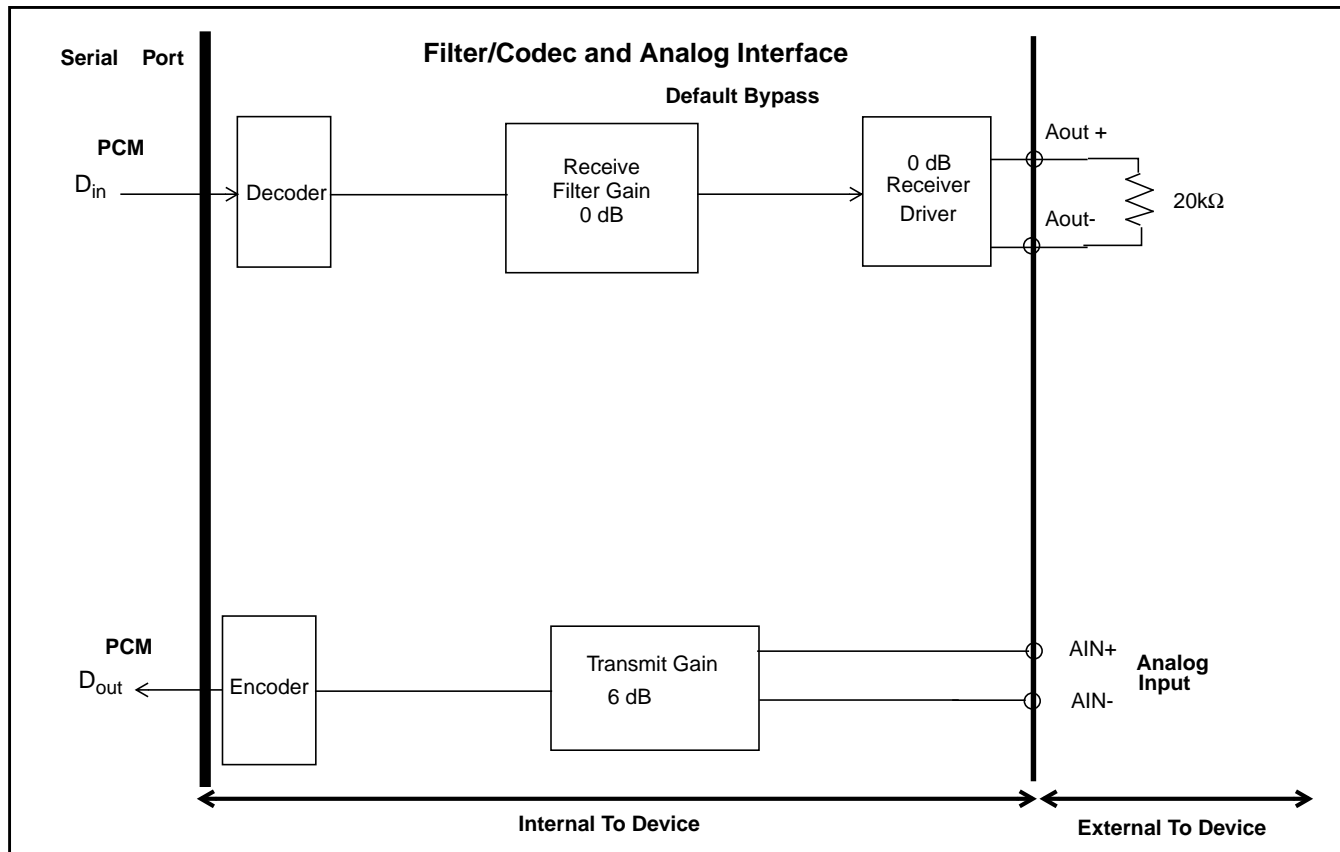 Serial Port
Filter/Codec and Analog Interface
Default Bypass
PCM
Din
Decoder
Receive
Filter Gain
0 dB
0 dB
Receiver
Driver
Aout +
Aout-
20kΩ
PCM
Dout
Encoder
Transmit Gain
6 dB
AIN+
AIN-
Analog
Input
Internal To Device
External To Device